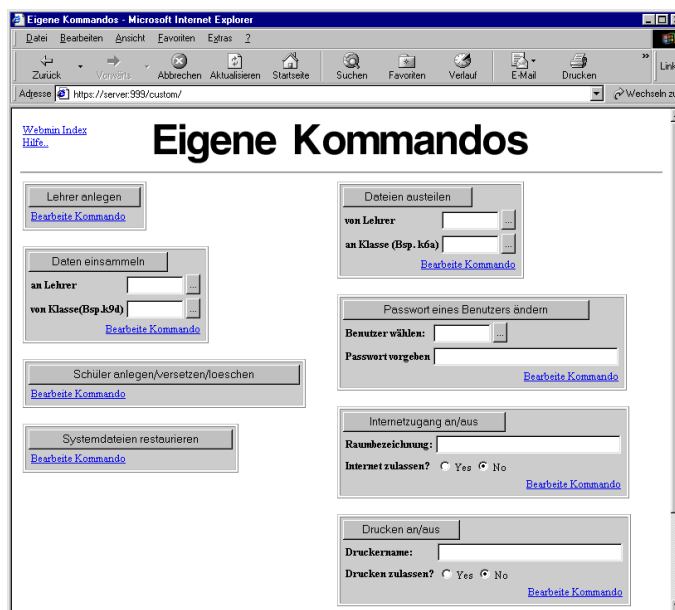 Eigene Kommandos - Microsoft Internet Explorer
Datei Bearbeiten Ansicht Favoriten Extras ?
Zurück Vorwärts Abbrechen Aktualisieren Startseite Suchen Favoriten Verlauf E-Mail Drucken » Link
Adresse https://server:999/custom/ Wechseln zu
Webmin Index
Hilfe..
Eigene Kommandos
Lehrer anlegen
Bearbeite Kommando
Daten einsammeln
an Lehrer ...
von Klasse(Bsp.k9d) ...
Bearbeite Kommando
Schüler anlegen/versetzen/loeschen
Bearbeite Kommando
Systemdateien restaurieren
Bearbeite Kommando
Dateien austeilen
von Lehrer ...
an Klasse (Bsp. k6a) ...
Bearbeite Kommando
Passwort eines Benutzers ändern
Benutzer wählen: ...
Passwort vorgeben
Bearbeite Kommando
Internetzugang an/aus
Raumbezeichnung:
Internet zulassen? Yes No
Bearbeite Kommando
Drucken an/aus
Druckername:
Drucken zulassen? Yes No
Bearbeite Kommando